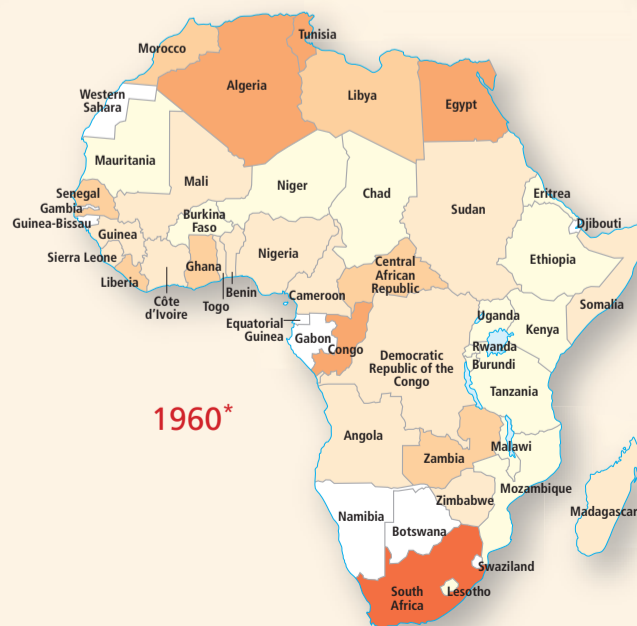 Tunisia
Morocco
Algeria
Libya
Egypt
Western
Sahara
Mauritania
Mali
Niger
Chad
Sudan
Eritrea
Djibouti
Senegal
Gambia
Guinea-Bissau
Guinea
Sierra Leone
Liberia
Burkina
Faso
Ghana
Côte
d’Ivoire
Togo
Benin
Nigeria
Cameroon
Central
African
Republic
Ethiopia
Somalia
Equatorial
Guinea
Gabon
Congo
Democratic
Republic of the
Congo
Uganda
Kenya
Rwanda
Burundi
Tanzania
1960*
Angola
Zambia
Malawi
Mozambique
Zimbabwe
Madagascar
Namibia
Botswana
Swaziland
South
Africa
Lesotho